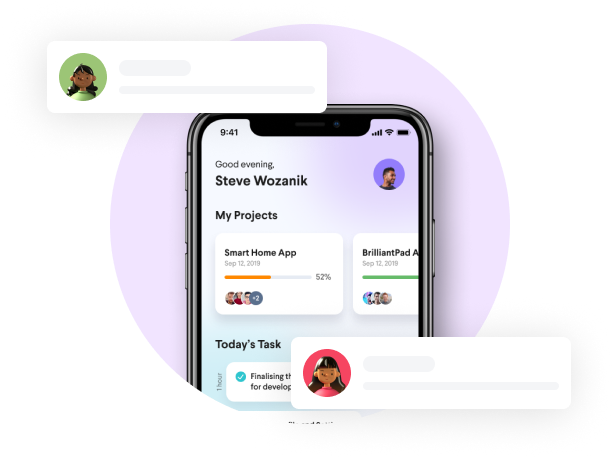 9:41
Good evening,
Steve Wozanik
My Projects
Smart Home App
Sep 12, 2019
52%
+2
BrilliantPad A
Sep 12, 2019
Today's Task
1 hour
Finalising th
for develop